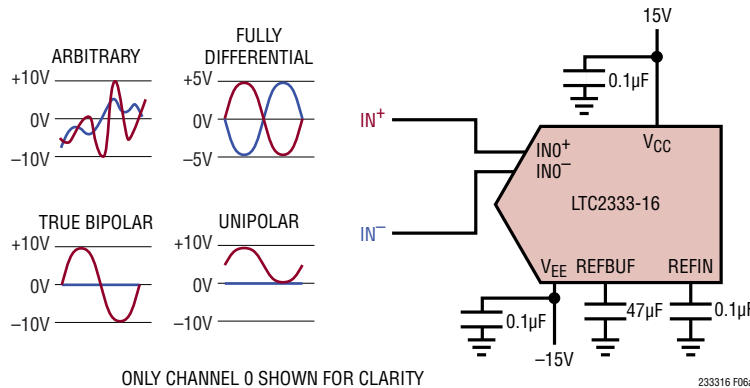 ARBITRARY
+10V
0V
–10V
FULLY
DIFFERENTIAL
+5V
0V
–5V
TRUE BIPOLAR
+10V
0V
–10V
UNIPOLAR
+10V
0V
–10V
15V
0.1µF
IN+
IN–
IN0+
IN0–
VCC
LTC2333-16
VEE
REFBUF
REFIN
0.1µF
47µF
0.1µF
–15V
ONLY CHANNEL 0 SHOWN FOR CLARITY